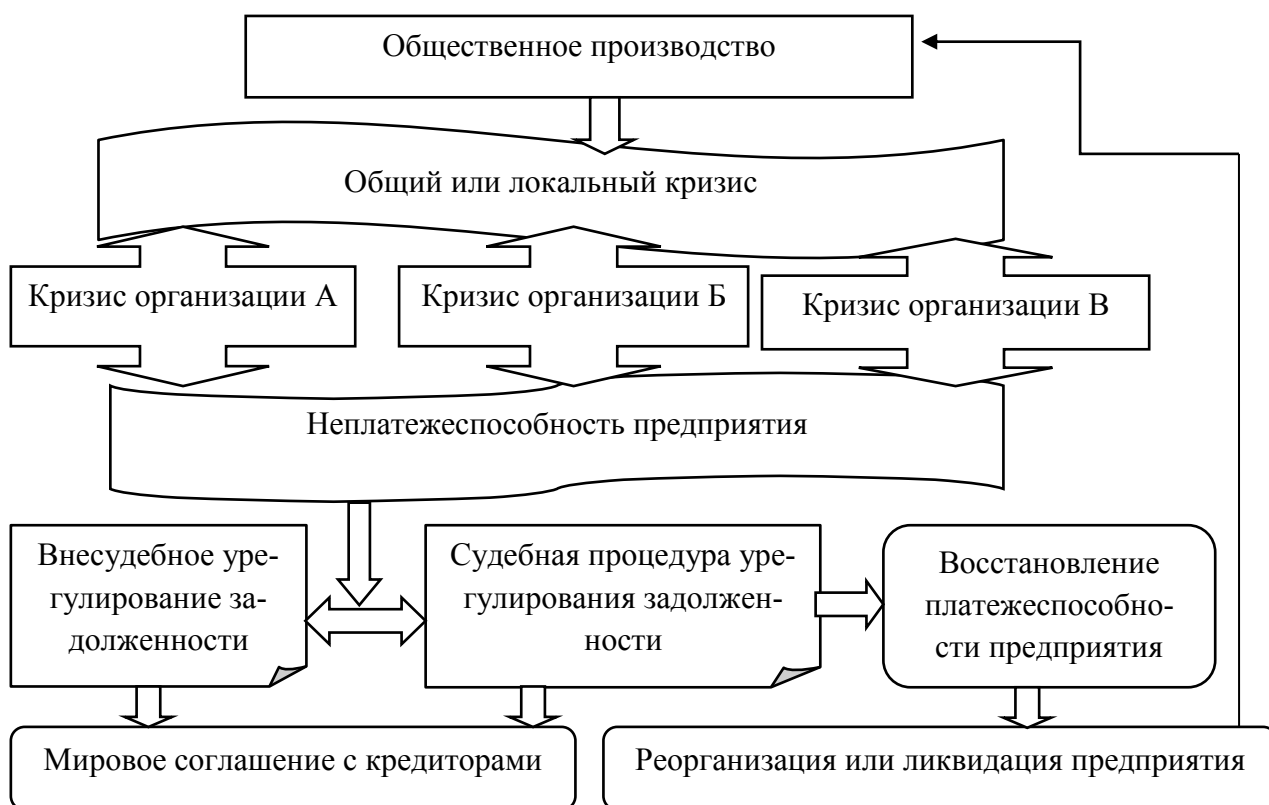 Общественное производство
Общий или локальный кризис
Кризис организации А
Кризис организации Б
Кризис организации В
Неплатежеспособность предприятия
Внесудебное уре-
гулирование за-
долженности
Судебная процедура уре-
гулирования задолжен-
ности
Восстановление
платежеспособно-
сти предприятия
Мировое соглашение с кредиторами
Реорганизация или ликвидация предприятия